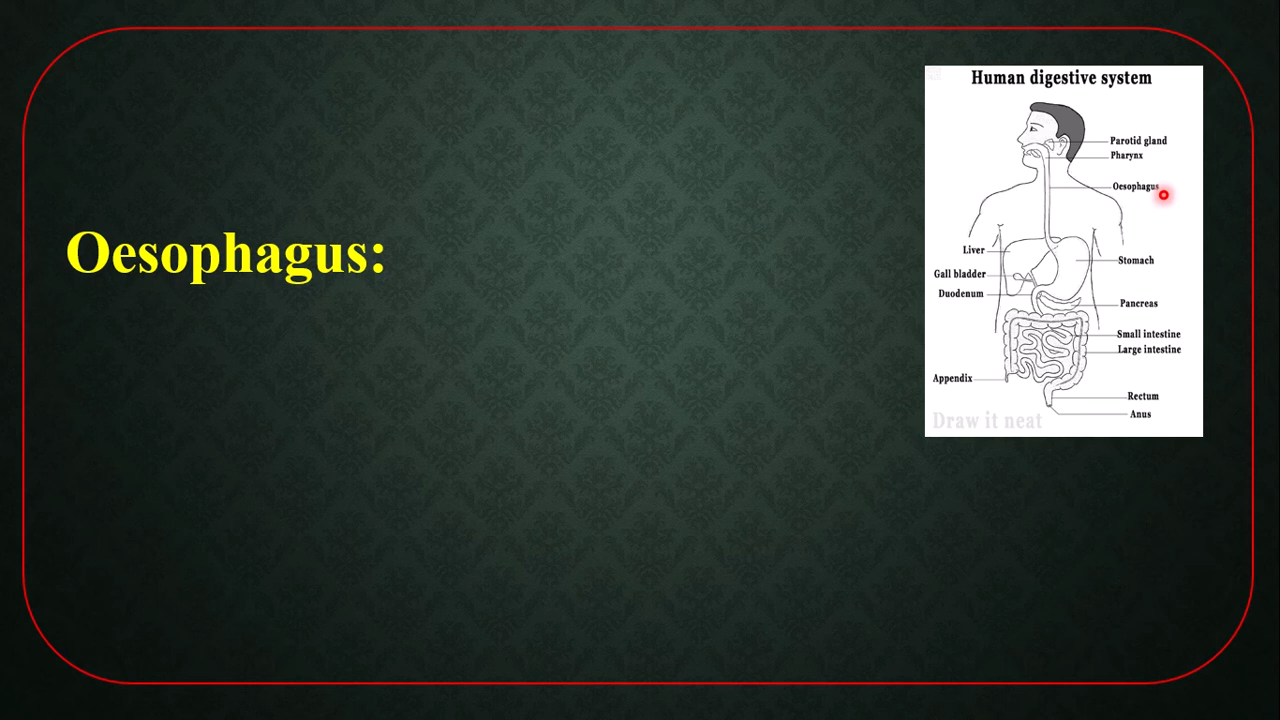 Oesophagus:
Human digestive system
Parotid gland
Pharynx
Oesophagus
Liver
Stomach
Gall bladder
Duodenum
Pancreas
Small intestine
Large intestine
Appendix
Rectum
Anus
Draw it neat